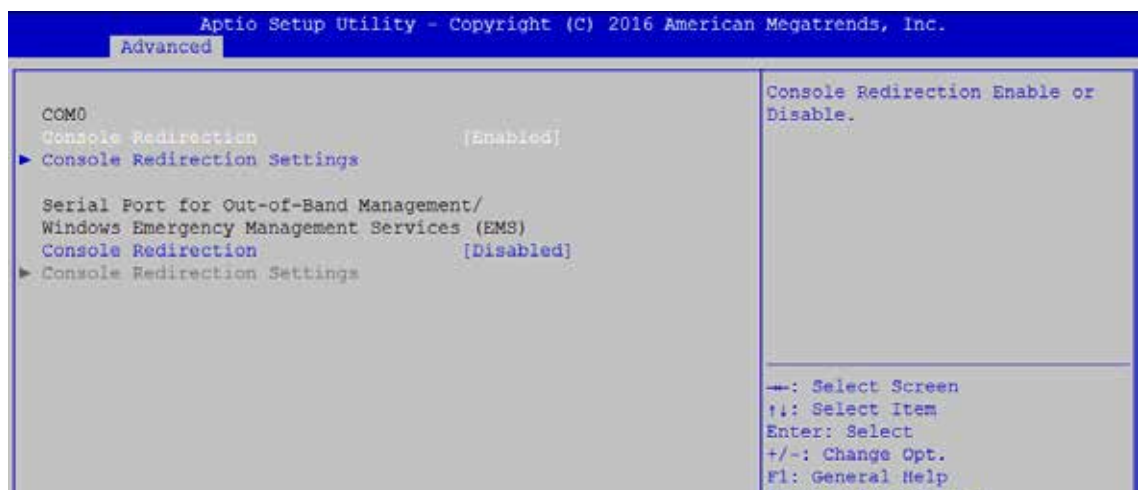 Aptio Setup Utility - Copyright (C) 2016 American Megatrends, Inc.
Advanced
COM0
Console Redirection [Enabled]
► Console Redirection Settings
Serial Port for Out-of-Band Management/
Windows Emergency Management Services (EMS)
Console Redirection [Disabled]
► Console Redirection Settings
Console Redirection Enable or
Disable.
→←: Select Screen
↑↓: Select Item
Enter: Select
+/-: Change Opt.
F1: General Help